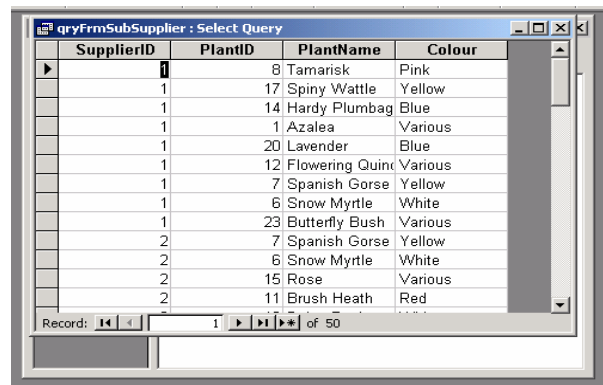 qryFrmSubSupplier : Select Query
SupplierID PlantID PlantName Colour
1 8 Tamarisk Pink
1 17 Spiny Wattle Yellow
1 14 Hardy Plumbag Blue
1 1 Azalea Various
1 20 Lavender Blue
1 12 Flowering Quin Various
1 7 Spanish Gorse Yellow
1 6 Snow Myrtle White
1 23 Butterfly Bush Various
2 7 Spanish Gorse Yellow
2 6 Snow Myrtle White
2 15 Rose Various
2 11 Brush Heath Red
Record: 1 of 50